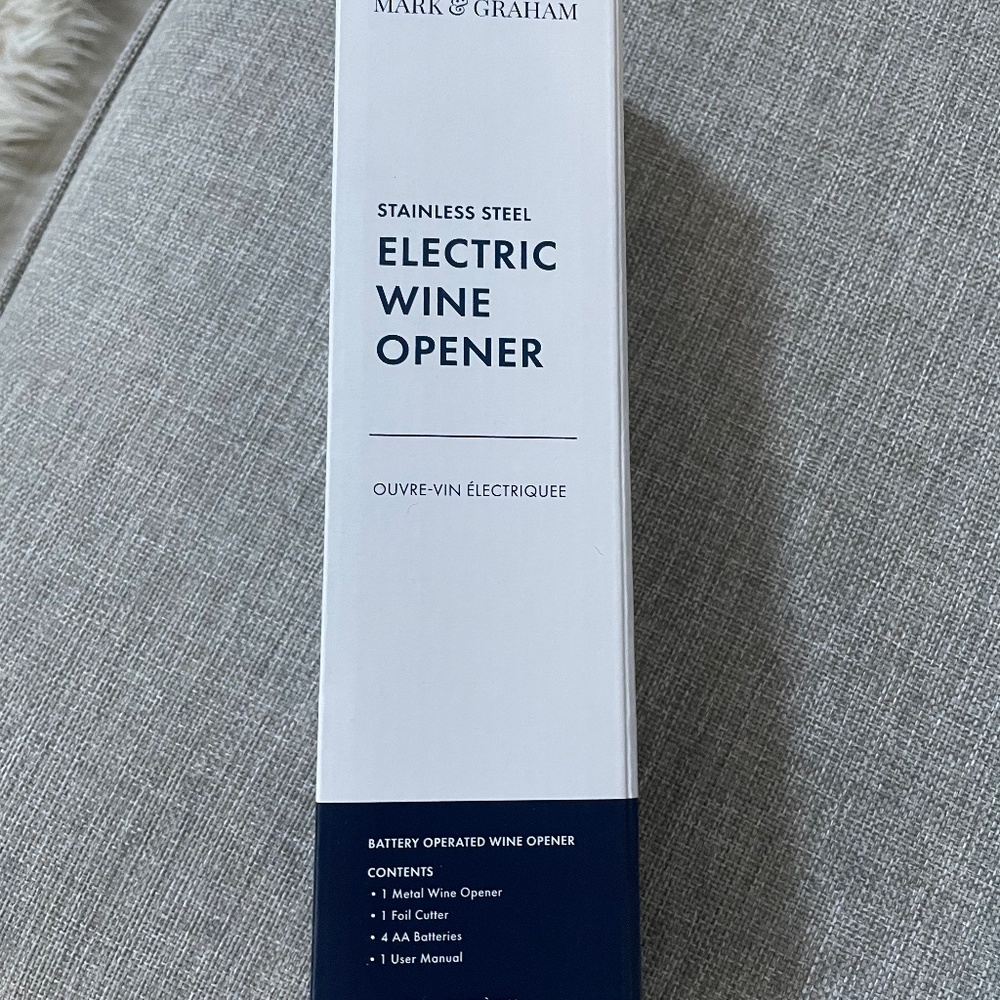 MARK & GRAHAM
STAINLESS STEEL
ELECTRIC
WINE
OPENER
OUVRE-VIN ÉLECTRIQUEE
BATTERY OPERATED WINE OPENER
CONTENTS
• 1 Metal Wine Opener
• 1 Foil Cutter
• 4 AA Batteries
• 1 User Manual